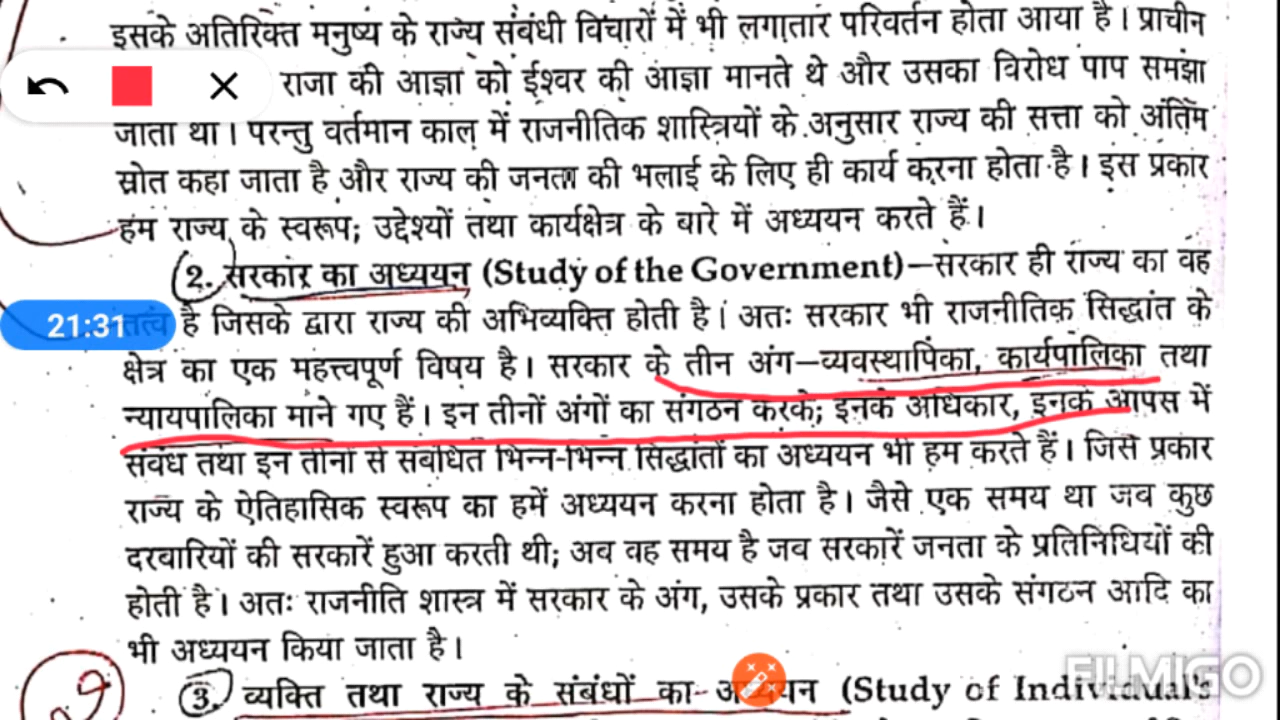 इसके अतिरिक्त मनुष्य के राज्य संबंधी विचारों में भी लगातार परिवर्तन होता आया है। प्राचीन
राजा की आज्ञा को ईश्वर की आज्ञा मानते थे और उसका विरोध पाप समझा
जाता था। परन्तु वर्तमान काल में राजनीतिक शास्त्रियों के अनुसार राज्य की सत्ता को अंतिम
स्रोत कहा जाता है और राज्य की जनता की भलाई के लिए ही कार्य करना होता है। इस प्रकार
हम राज्य के स्वरूप; उद्देश्यों तथा कार्यक्षेत्र के बारे में अध्ययन करते हैं।
2. सरकार का अध्ययन (Study of the Government)–सरकार ही राज्य का वह
21:31
तत्व है जिसके द्वारा राज्य की अभिव्यक्ति होती है। अतः सरकार भी राजनीतिक सिद्धांत के
क्षेत्र का एक महत्त्वपूर्ण विषय है। सरकार के तीन अंग–व्यवस्थापिका, कार्यपालिका तथा
न्यायपालिका माने गए हैं। इन तीनों अंगों का संगठन करके; इनके अधिकार, इनके आपस में
संबंध तथा इन तीनों से संबंधित भिन्न-भिन्न सिद्धांतों का अध्ययन भी हम करते हैं। जिस प्रकार
राज्य के ऐतिहासिक स्वरूप का हमें अध्ययन करना होता है। जैसे एक समय था जब कुछ
दरबारियों की सरकारें हुआ करती थी; अब वह समय है जब सरकारें जनता के प्रतिनिधियों की
होती है। अतः राजनीति शास्त्र में सरकार के अंग, उसके प्रकार तथा उसके संगठन आदि का
भी अध्ययन किया जाता है।
3. व्यक्ति तथा राज्य के संबंधों का अध्ययन (Study of Individual's
FILMIGO